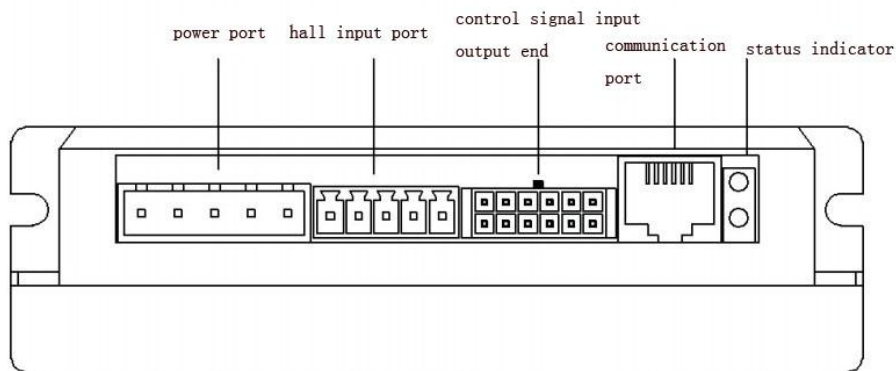 power port
hall input port
control signal input
output end
communication
port
status indicator